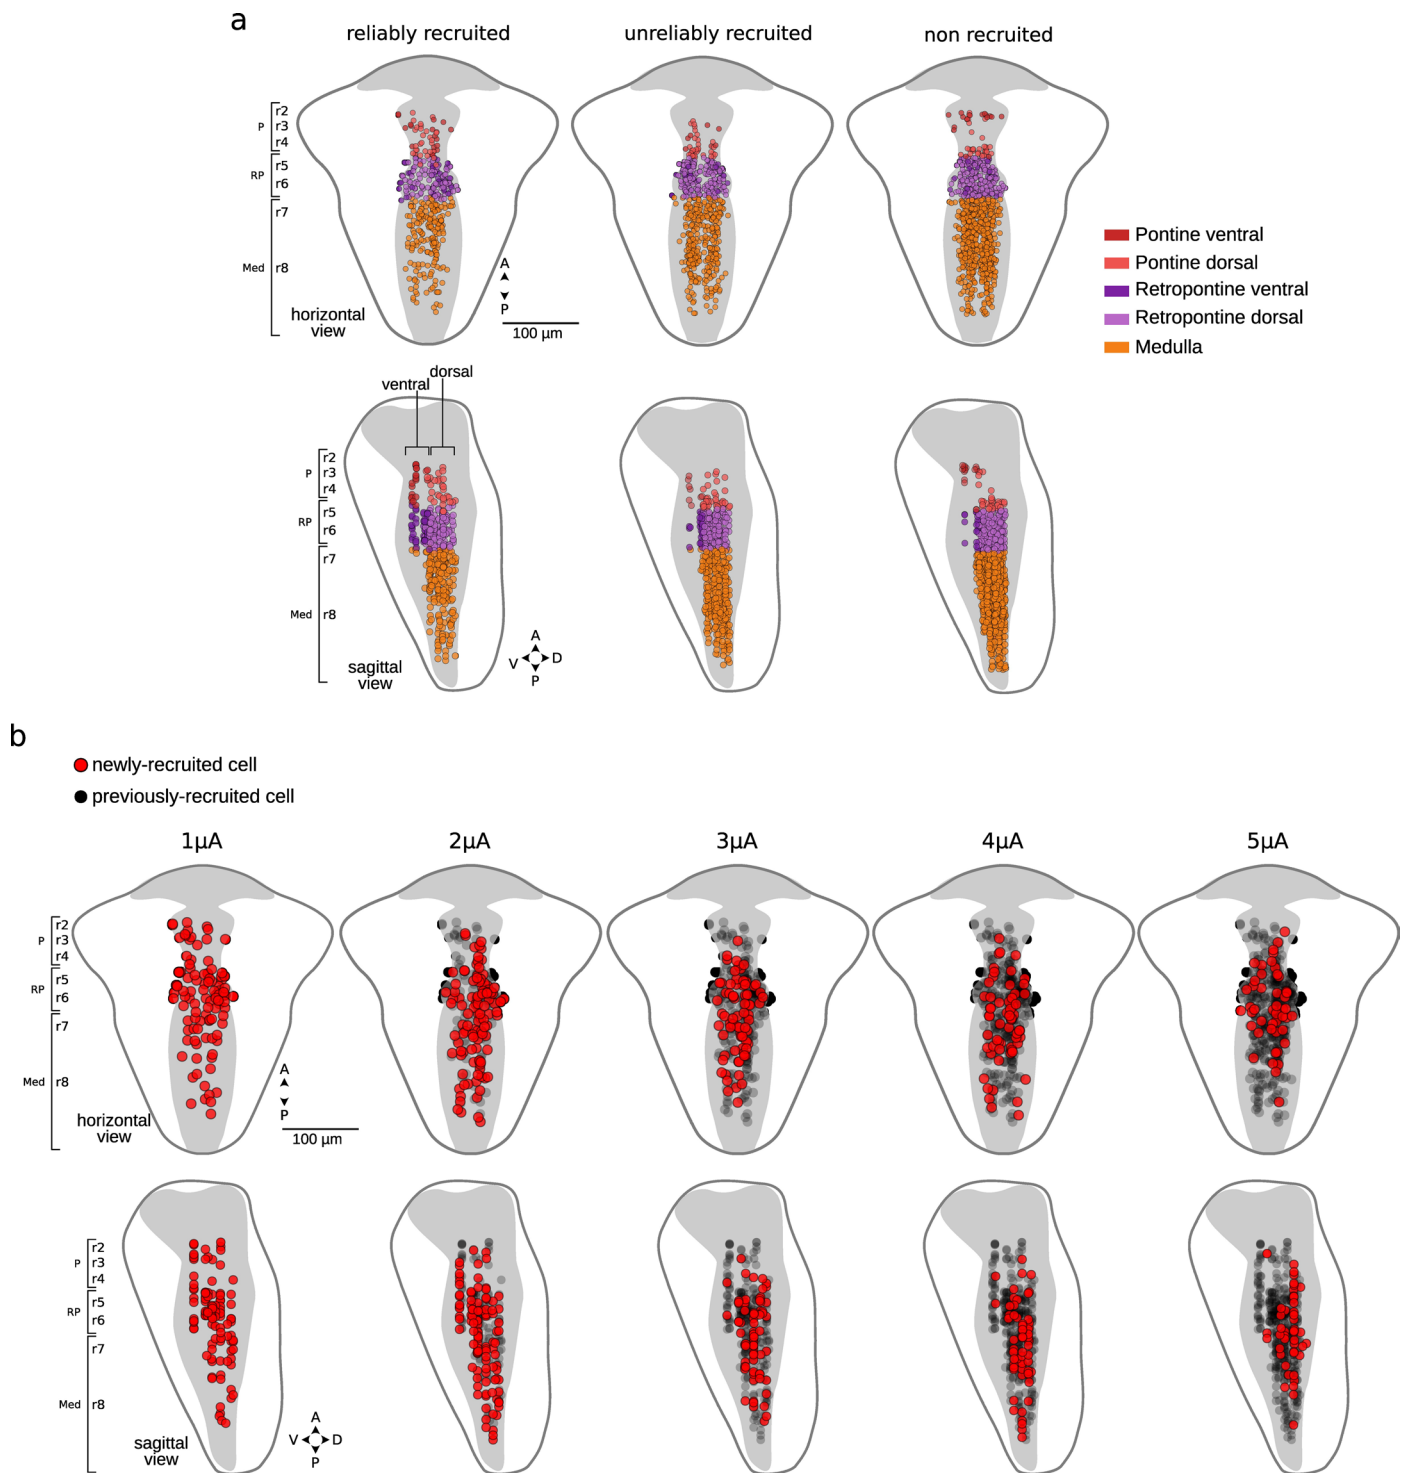 a
reliably recruited
unreliably recruited
non recruited
r2
P r3
r4
r5
RP
r6
r7
Med r8
horizontal
view
A
P
100 µm
Pontine ventral
Pontine dorsal
Retropontine ventral
Retropontine dorsal
Medulla
dorsal
ventral
r2
P r3
r4
r5
RP
r6
r7
Med r8
sagittal
view
A
V D
P
b
newly-recruited cell
previously-recruited cell
1µA
2µA
3µA
4µA
5µA
r2
P r3
r4
r5
RP
r6
r7
Med r8
horizontal
view
A
P
100 µm
r2
P r3
r4
r5
RP
r6
r7
Med r8
sagittal
view
A
V D
P